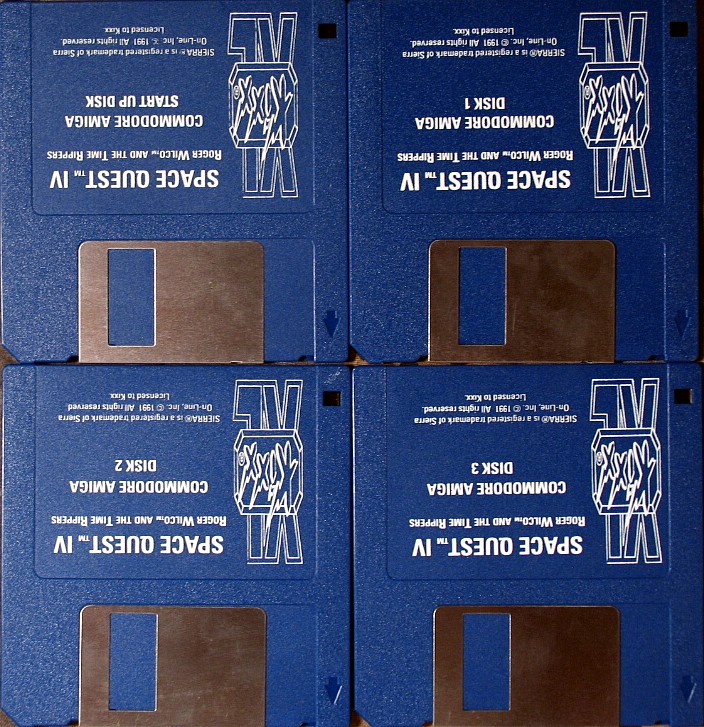 SPACE QUEST™ IV
ROGER WILCO™ AND THE TIME RIPPERS
COMMODORE AMIGA
START UP DISK
SIERRA® is a registered trademark of Sierra
On-Line, Inc. © 1991 All rights reserved.
Licensed to Kixx.
KIXX XL
SPACE QUEST™ IV
ROGER WILCO™ AND THE TIME RIPPERS
COMMODORE AMIGA
DISK 1
SIERRA® is a registered trademark of Sierra
On-Line, Inc. © 1991 All rights reserved.
Licensed to Kixx.
KIXX XL
SPACE QUEST™ IV
ROGER WILCO™ AND THE TIME RIPPERS
COMMODORE AMIGA
DISK 2
SIERRA® is a registered trademark of Sierra
On-Line, Inc. © 1991 All rights reserved.
Licensed to Kixx.
KIXX XL
SPACE QUEST™ IV
ROGER WILCO™ AND THE TIME RIPPERS
COMMODORE AMIGA
DISK 3
SIERRA® is a registered trademark of Sierra
On-Line, Inc. © 1991 All rights reserved.
Licensed to Kixx.
KIXX XL